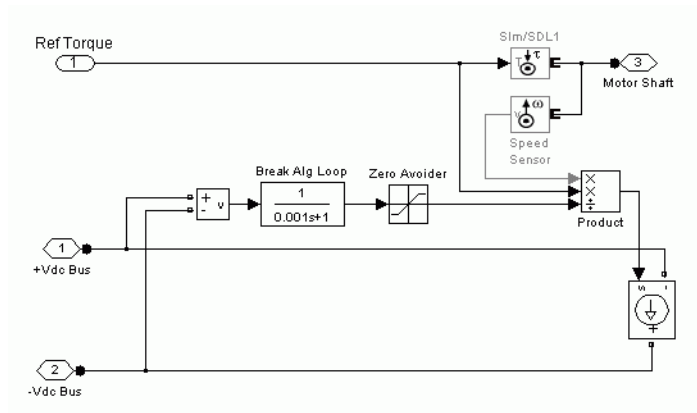 Ref Torque
1
Slm/SDL1
T τ
3
Motor Shaft
v ω
Speed
Sensor
Break Alg Loop
1
0.001s+1
Zero Avoider
+
-
v
×
×
÷
Product
1
+Vdc Bus
s -
+
2
-Vdc Bus